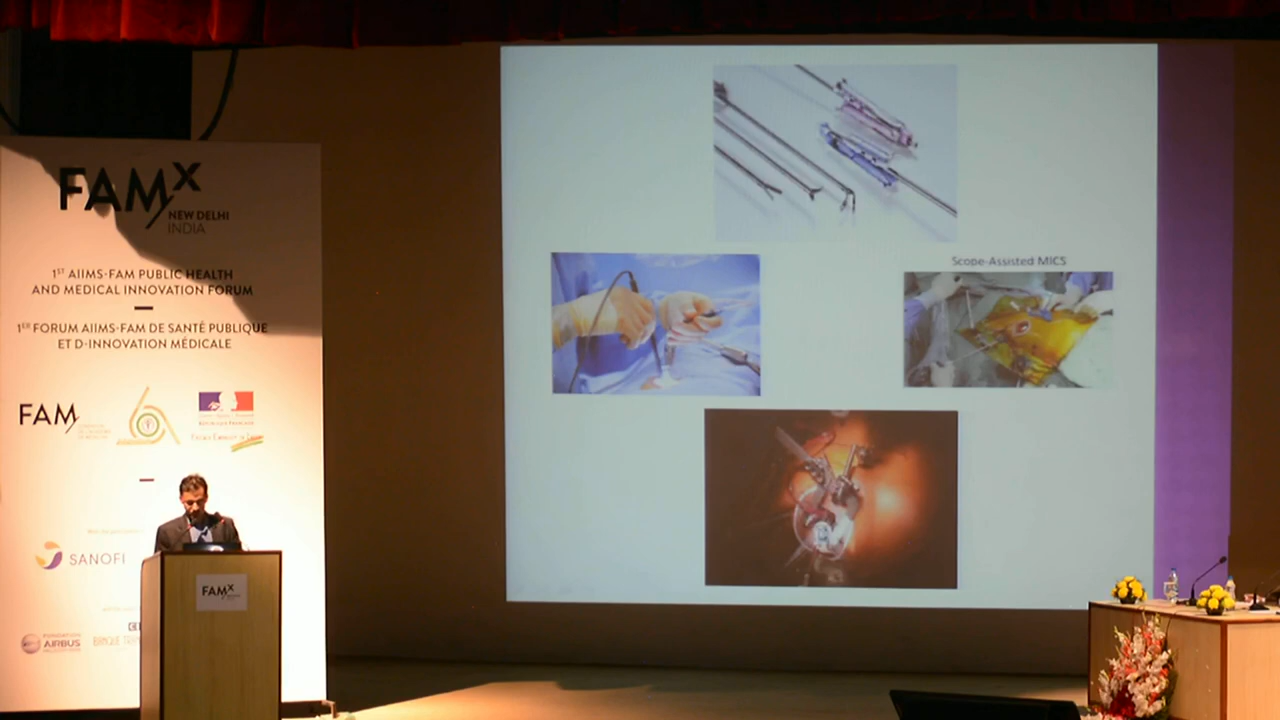 FAMX
NEW DELHI
INDIA
1ST AIIMS-FAM PUBLIC HEALTH
AND MEDICAL INNOVATION FORUM
1ER FORUM AIIMS-FAM DE SANTÉ PUBLIQUE
ET D-INNOVATION MÉDICALE
FAM
SANOFI
FONDATION
AIRBUS
FAMX
Scope-Assisted MICS